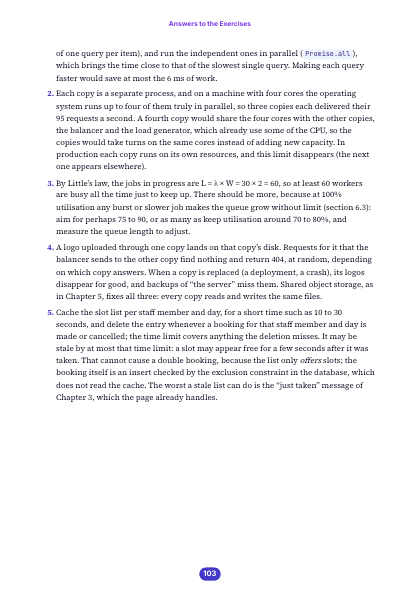 Answers to the Exercises
of one query per item), and run the independent ones in parallel ( Promise.all ),
which brings the time close to that of the slowest single query. Making each query
faster would save at most the 6 ms of work.
2. Each copy is a separate process, and on a machine with four cores the operating
system runs up to four of them truly in parallel, so three copies each delivered their
95 requests a second. A fourth copy would share the four cores with the other copies,
the balancer and the load generator, which already use some of the CPU, so the
copies would take turns on the same cores instead of adding new capacity. In
production each copy runs on its own resources, and this limit disappears (the next
one appears elsewhere).
3. By Little's law, the jobs in progress are L = λ × W = 30 × 2 = 60, so at least 60 workers
are busy all the time just to keep up. There should be more, because at 100%
utilisation any burst or slower job makes the queue grow without limit (section 6.3):
aim for perhaps 75 to 90, or as many as keep utilisation around 70 to 80%, and
measure the queue length to adjust.
4. A logo uploaded through one copy lands on that copy's disk. Requests for it that the
balancer sends to the other copy find nothing and return 404, at random, depending
on which copy answers. When a copy is replaced (a deployment, a crash), its logos
disappear for good, and backups of “the server” miss them. Shared object storage, as
in Chapter 5, fixes all three: every copy reads and writes the same files.
5. Cache the slot list per staff member and day, for a short time such as 10 to 30
seconds, and delete the entry whenever a booking for that staff member and day is
made or cancelled; the time limit covers anything the deletion misses. It may be
stale by at most that time limit: a slot may appear free for a few seconds after it was
taken. That cannot cause a double booking, because the list only offers slots; the
booking itself is an insert checked by the exclusion constraint in the database, which
does not read the cache. The worst a stale list can do is the “just taken” message of
Chapter 3, which the page already handles.
103